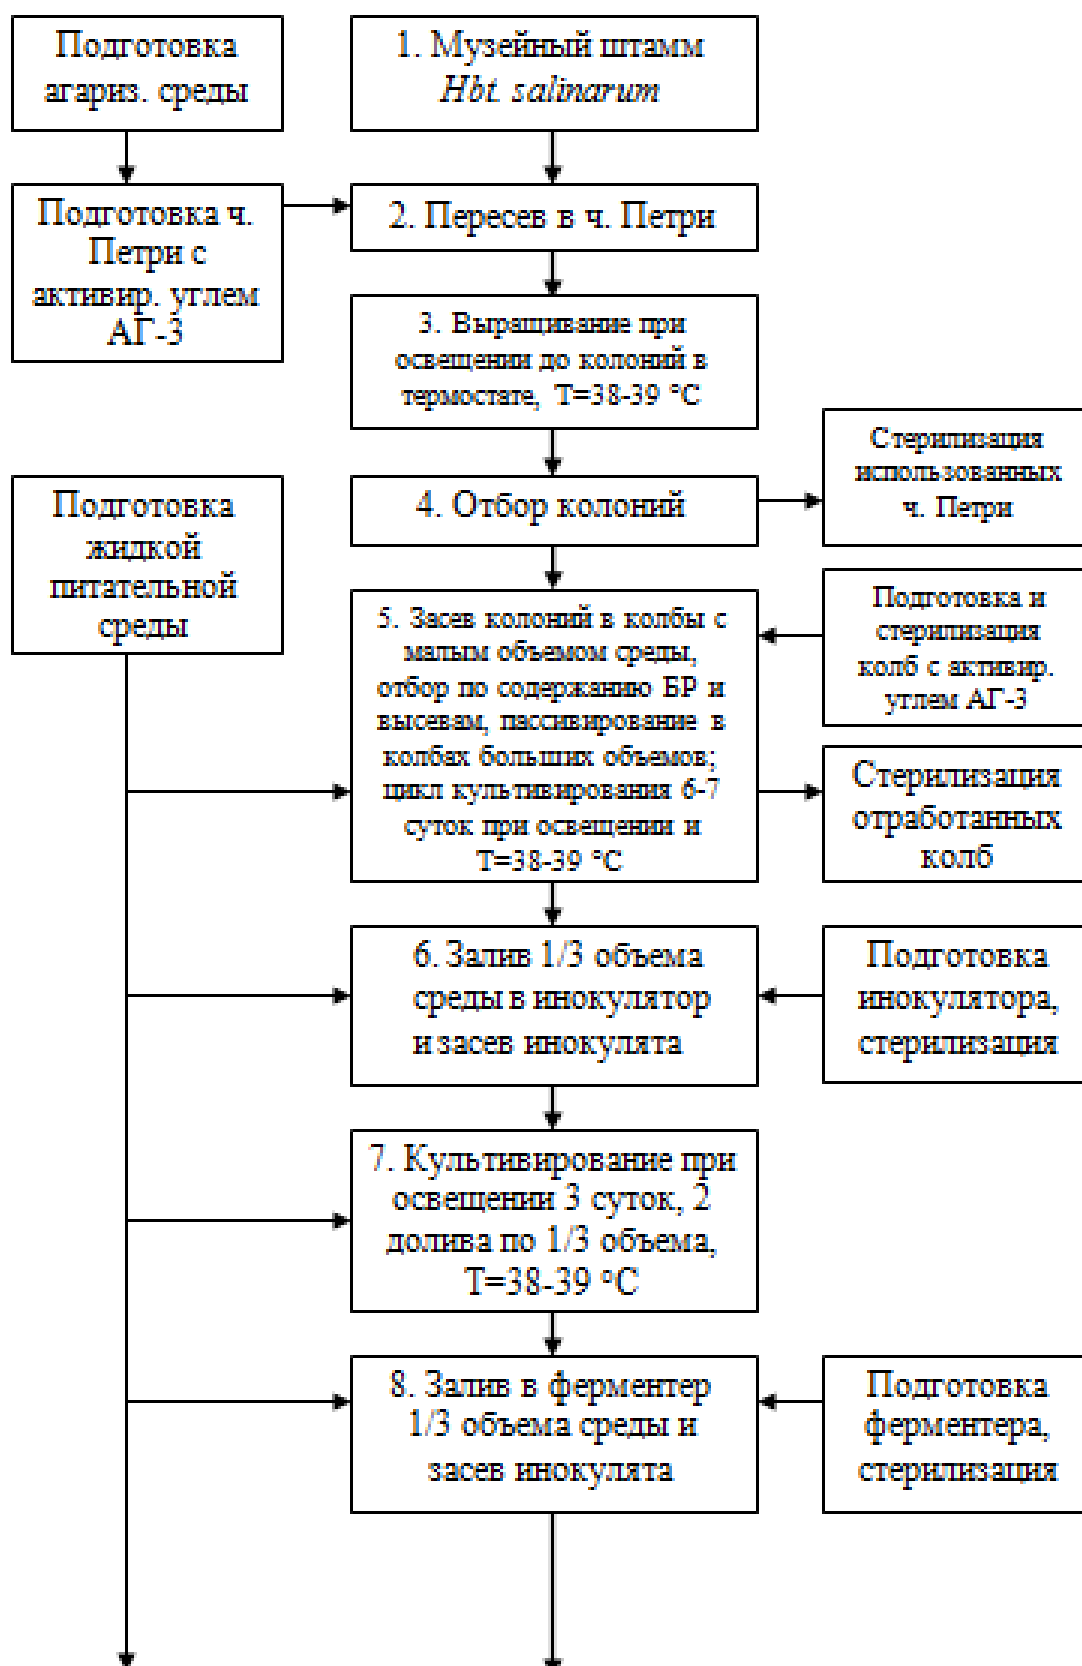 Подготовка
агариз. среды
1. Музейный штамм
Hbt. salinarum
Подготовка ч.
Петри с
активир. углем
АГ-3
2. Пересев в ч. Петри
3. Выращивание при
освещении до колоний в
термостате, Т=38-39 °С
4. Отбор колоний
Стерилизация
использованных
ч. Петри
Подготовка
жидкой
питательной
среды
5. Засев колоний в колбы с
малым объемом среды,
отбор по содержанию БР и
высевам, пассивирование в
колбах больших объемов;
цикл культивирования 6-7
суток при освещении и
Т=38-39 °С
Подготовка и
стерилизация
колб с активир.
углем АГ-3
Стерилизация
отработанных
колб
6. Залив 1/3 объема
среды в инокулятор
и засев инокулята
Подготовка
инокулятора,
стерилизация
7. Культивирование при
освещении 3 суток, 2
долива по 1/3 объема,
Т=38-39 °С
8. Залив в ферментер
1/3 объема среды и
засев инокулята
Подготовка
ферментера,
стерилизация